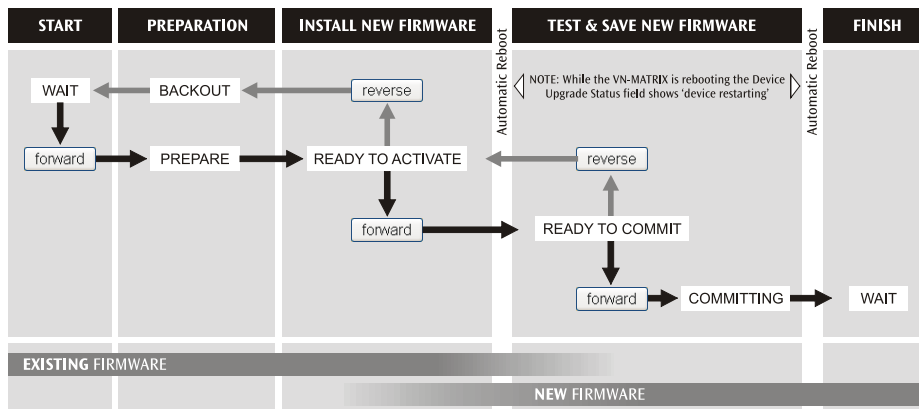 START
PREPARATION
INSTALL NEW FIRMWARE
Automatic Reboot
TEST & SAVE NEW FIRMWARE
Automatic Reboot
FINISH
NOTE: While the VN-MATRIX is rebooting the Device
Upgrade Status field shows ‘device restarting’
WAIT
BACKOUT
reverse
forward
PREPARE
READY TO ACTIVATE
reverse
forward
READY TO COMMIT
forward
COMMITTING
WAIT
EXISTING FIRMWARE
NEW FIRMWARE